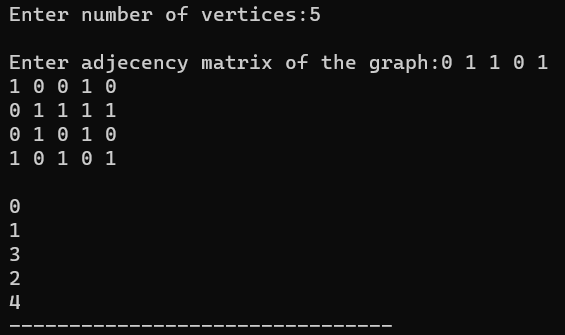 Enter number of vertices:5
Enter adjecency matrix of the graph:0 1 1 0 1
1 0 0 1 0
0 1 1 1 1
0 1 0 1 0
1 0 1 0 1
0
1
3
2
4
--------------------------------